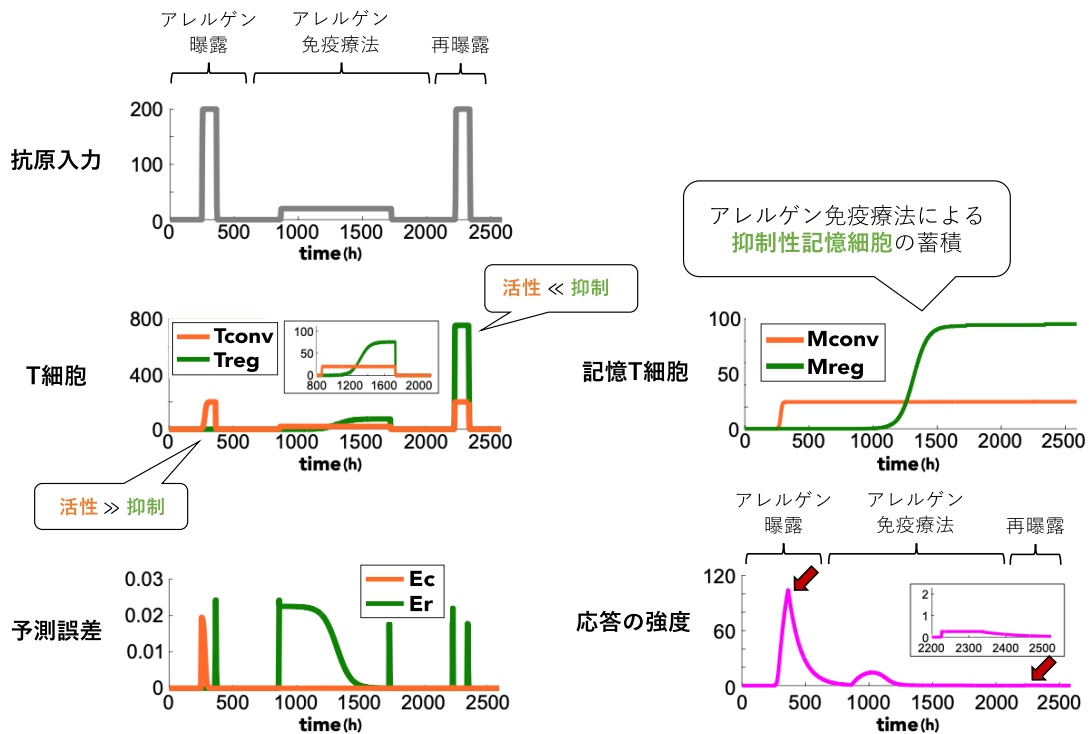 アレルゲン
曝露
アレルゲン
免疫療法
再曝露
抗原入力
200
100
0
0 500 1000 1500 2000 2500
time(h)
アレルゲン免疫療法による
抑制性記憶細胞の蓄積
活性 ≪ 抑制
T細胞
800
400
0
Tconv
Treg
100
50
0
800 1200 1600 2000
0 500 1000 1500 2000 2500
time(h)
活性 ≫ 抑制
記憶T細胞
100
50
0
Mconv
Mreg
0 500 1000 1500 2000 2500
time(h)
予測誤差
0.03
0.02
0.01
0
Ec
Er
0 500 1000 1500 2000 2500
time(h)
アレルゲン
曝露
アレルゲン
免疫療法
再曝露
応答の強度
120
60
0
2
1
0
2200 2300 2400 2500
0 500 1000 1500 2000 2500
time(h)